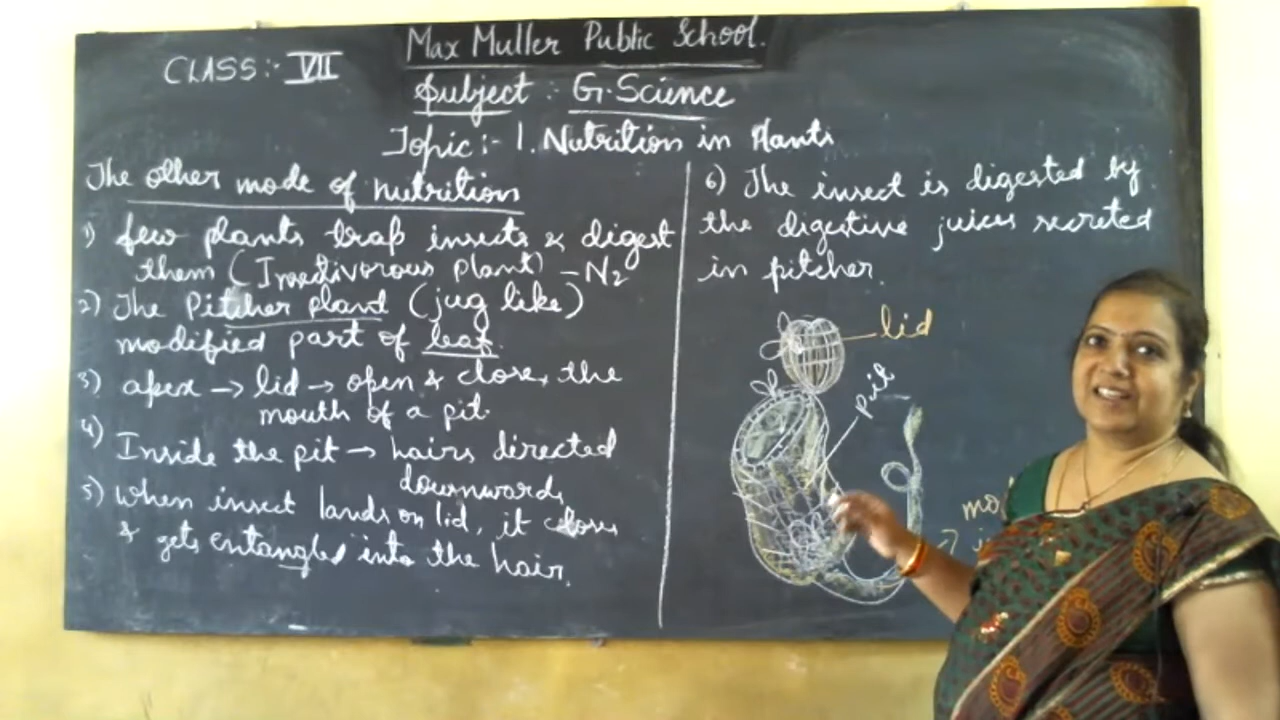 Max Muller Public School.
CLASS:- VII
Subject : G.Science
Topic:- 1. Nutrition in Plants
The other mode of nutrition
1) few plants trap insects & digest
them (Insectivorous plant) - N2
2) The Pitcher plant (jug like)
modified part of leaf.
3) apex → lid → open & close, the
mouth of a pit.
4) Inside the pit → hairs directed
downward,
5) when insect lands on lid, it closes
& gets entangled into the hair.
6) The insect is digested by
the digestive juices secreted
in pitcher.
lid
pit